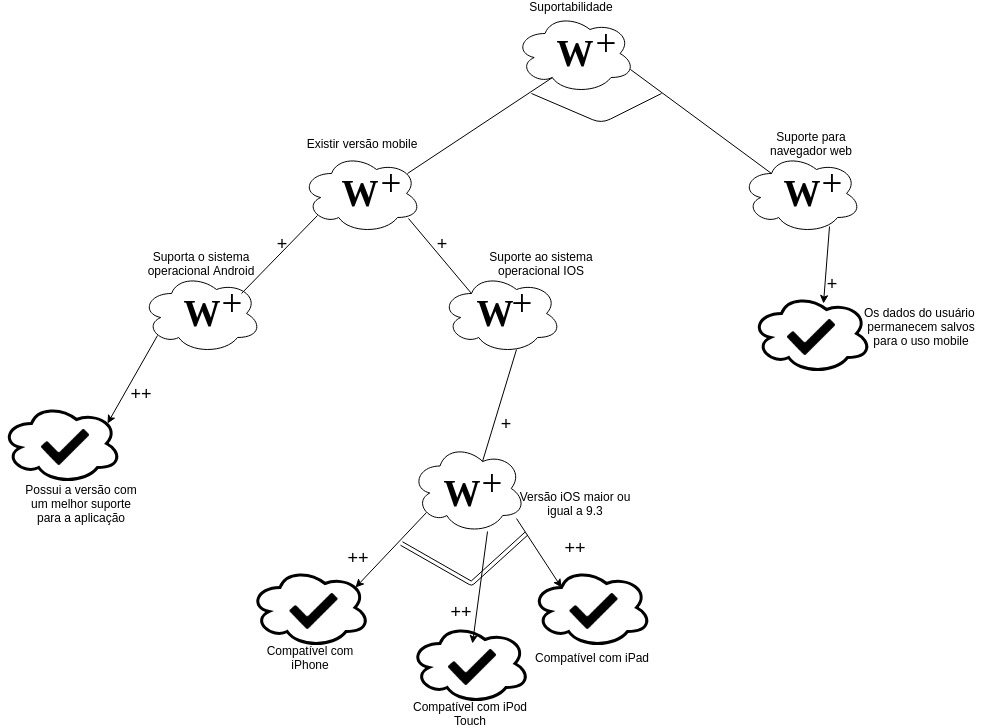 Suportabilidade
W+
Existir versão mobile
W+
Suporte para
navegador web
W+
+
+
Suporta o sistema
operacional Android
W+
Suporte ao sistema
operacional IOS
W+
+
Os dados do usuário
permanecem salvos
para o uso mobile
++
+
Possui a versão com
um melhor suporte
para a aplicação
W+
Versão iOS maior ou
igual a 9.3
++
++
++
Compatível com
iPhone
Compatível com iPad
Compatível com iPod
Touch